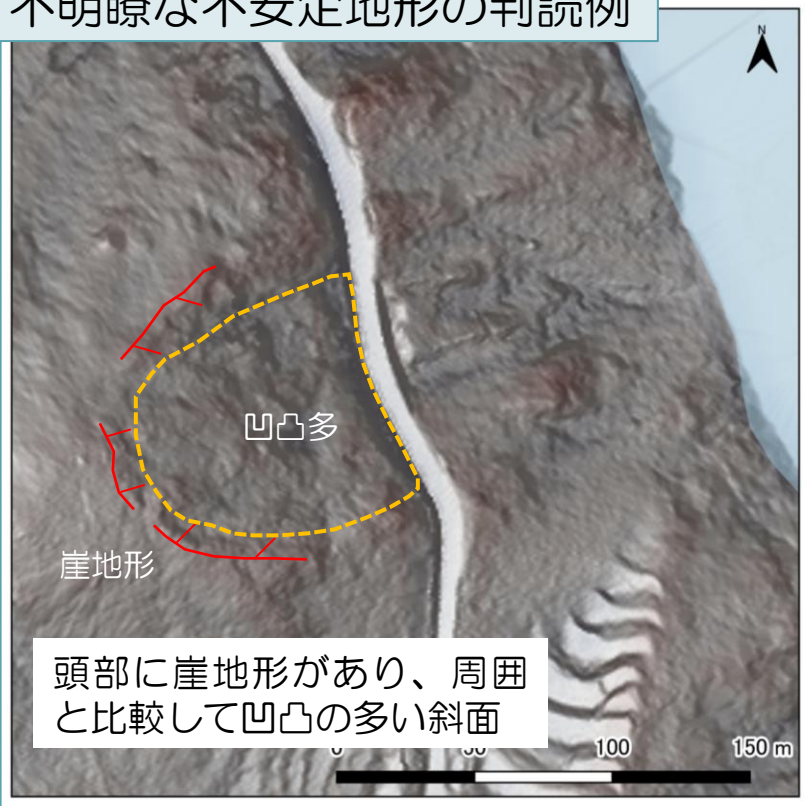 不明瞭な不安定地形の判読例
N
凹凸多
崖地形
頭部に崖地形があり、周囲
と比較して凹凸の多い斜面
0 50 100 150 m